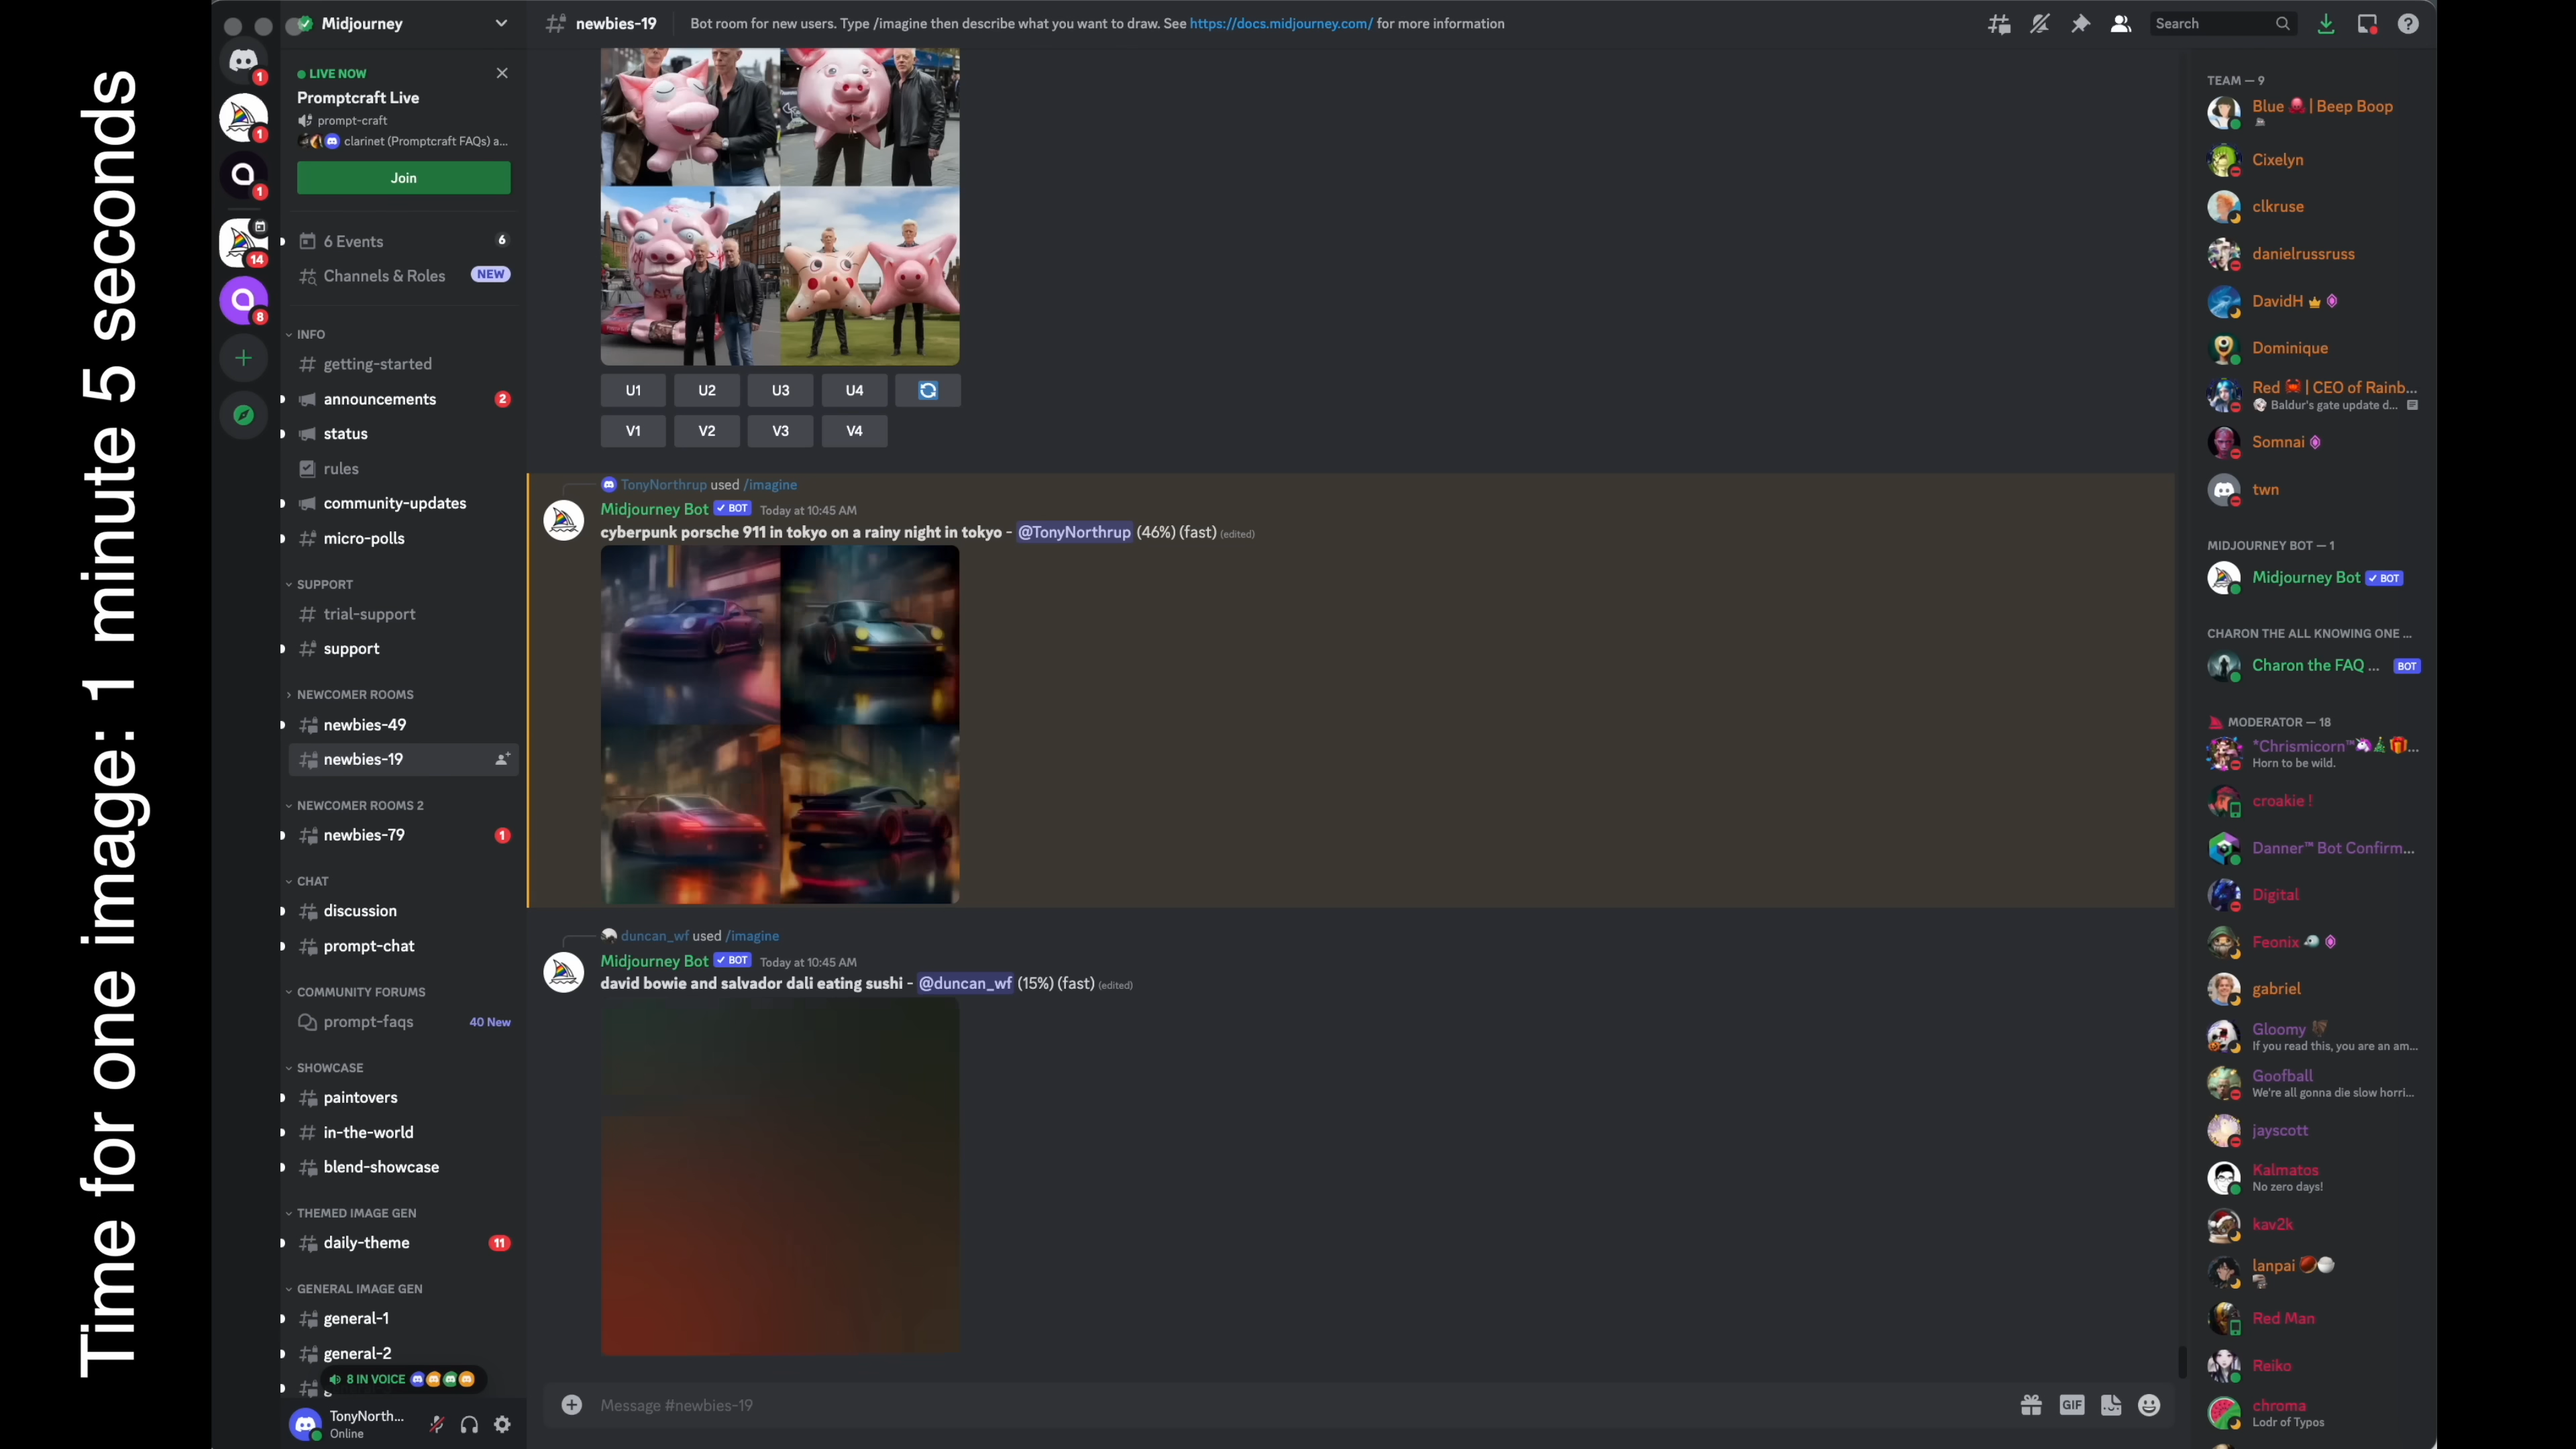 Time for one image: 1 minute 5 seconds
1
1
1
14
8
Midjourney
LIVE NOW
Promptcraft Live
prompt-craft
clarinet (Promptcraft FAQs) a...
Join
6 Events 6
Channels & Roles NEW
INFO
getting-started
announcements 2
status
rules
community-updates
micro-polls
SUPPORT
trial-support
support
NEWCOMER ROOMS
newbies-49
newbies-19
NEWCOMER ROOMS 2
newbies-79 1
CHAT
discussion
prompt-chat
COMMUNITY FORUMS
prompt-faqs 40 New
SHOWCASE
paintovers
in-the-world
blend-showcase
THEMED IMAGE GEN
daily-theme 11
GENERAL IMAGE GEN
general-1
general-2
8 IN VOICE
TonyNorth...
Online
newbies-19 Bot room for new users. Type /imagine then describe what you want to draw. See https://docs.midjourney.com/ for more information
Search
U1 U2 U3 U4
V1 V2 V3 V4
TonyNorthrup used /imagine
Midjourney Bot BOT Today at 10:45 AM
cyberpunk porsche 911 in tokyo on a rainy night in tokyo - @TonyNorthrup (46%) (fast) (edited)
duncan_wf used /imagine
Midjourney Bot BOT Today at 10:45 AM
david bowie and salvador dali eating sushi - @duncan_wf (15%) (fast) (edited)
Message #newbies-19
GIF
TEAM — 9
Blue | Beep Boop
Cixelyn
clkruse
danielrussruss
DavidH
Dominique
Red | CEO of Rainb...
Baldur's gate update d...
Somnai
twn
MIDJOURNEY BOT — 1
Midjourney Bot BOT
CHARON THE ALL KNOWING ONE ...
Charon the FAQ ... BOT
MODERATOR — 18
*Chrismicorn™...
Horn to be wild.
croakie !
Danner™ Bot Confirm...
Digital
Feonix
gabriel
Gloomy
If you read this, you are an am...
Goofball
We're all gonna die slow horri...
jayscott
Kalmatos
No zero days!
kav2k
lanpai
Red Man
Reiko
chroma
Lodr of Typos